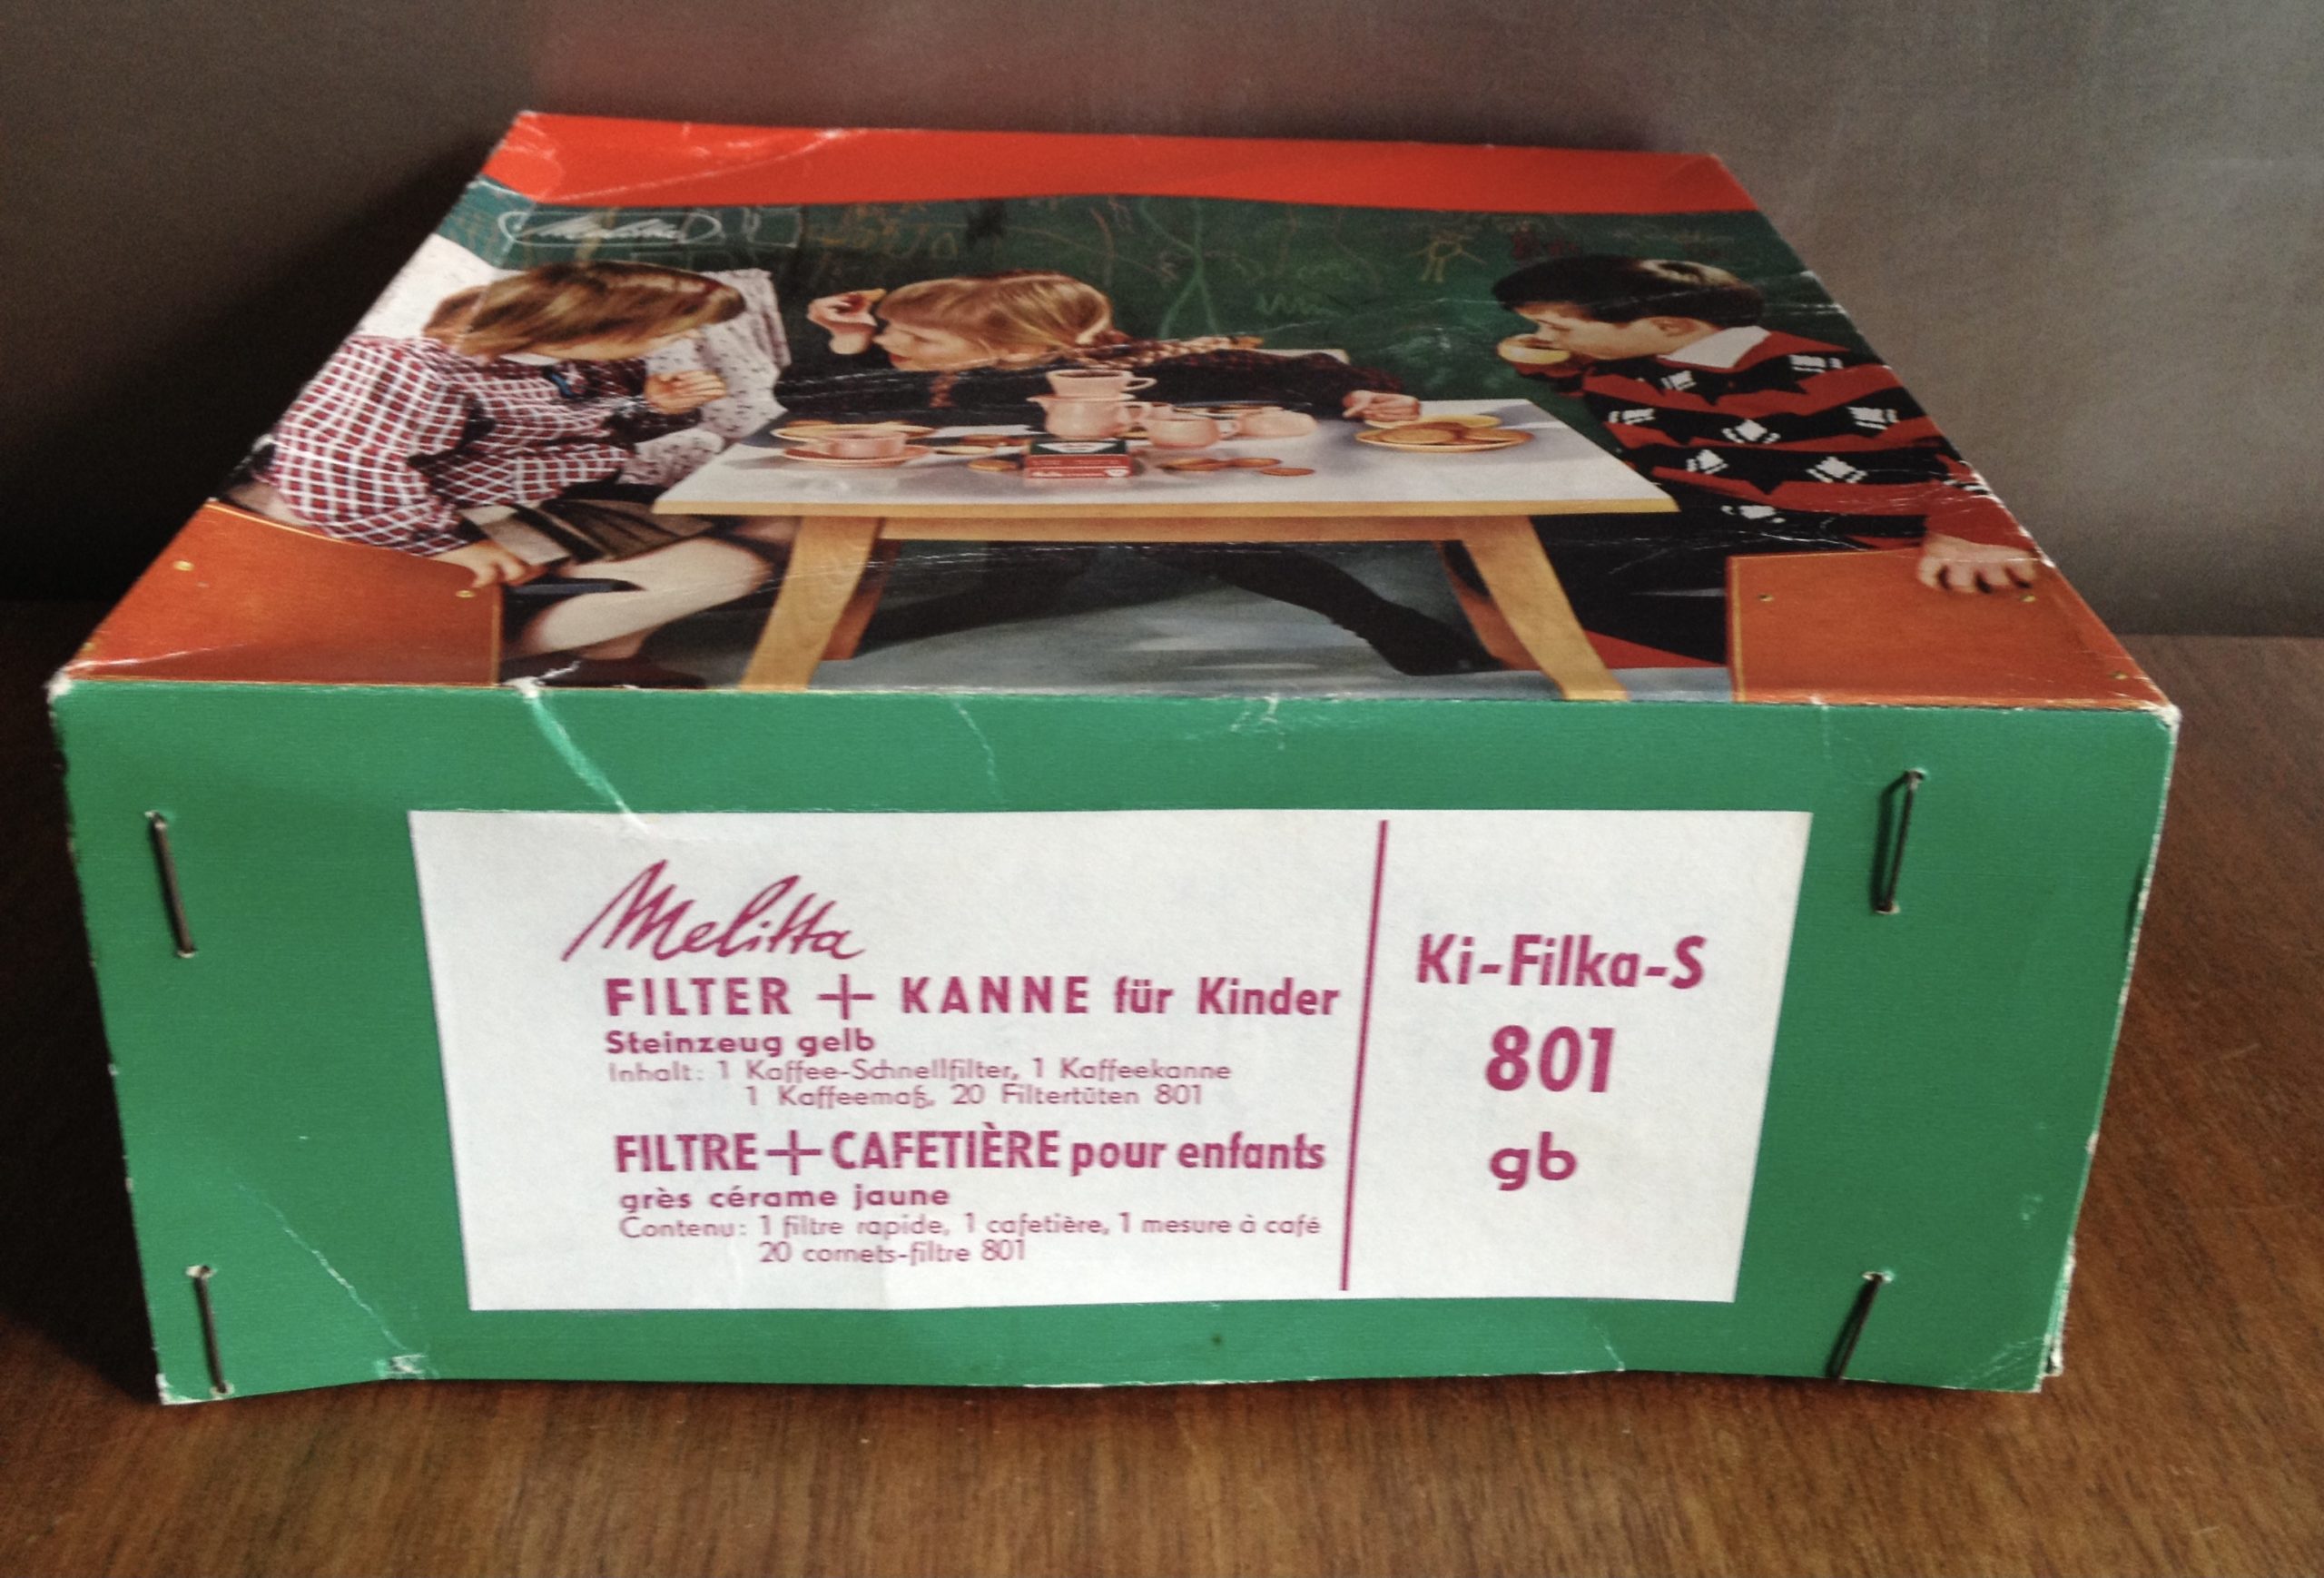 Melitta
FILTER + KANNE für Kinder
Steinzeug gelb
Inhalt: 1 Kaffee-Schnellfilter, 1 Kaffeekanne
1 Kaffeemaß, 20 Filtertüten 801
FILTRE + CAFETIÈRE pour enfants
grès cérame jaune
Contenu: 1 filtre rapide, 1 cafetière, 1 mesure à café
20 cornets-filtre 801
Ki-Filka-S
801
gb